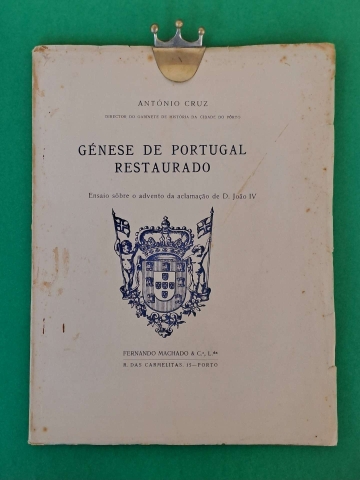 ANTÓNIO CRUZ
DIRECTOR DO GABINETE DE HISTÓRIA DA CIDADE DO PÔRTO
GÉNESE DE PORTUGAL
RESTAURADO
Ensaio sôbre o advento da aclamação de D. João IV
FERNANDO MACHADO & C.ª, L.da
R. DAS CARMELITAS, 15—PORTO